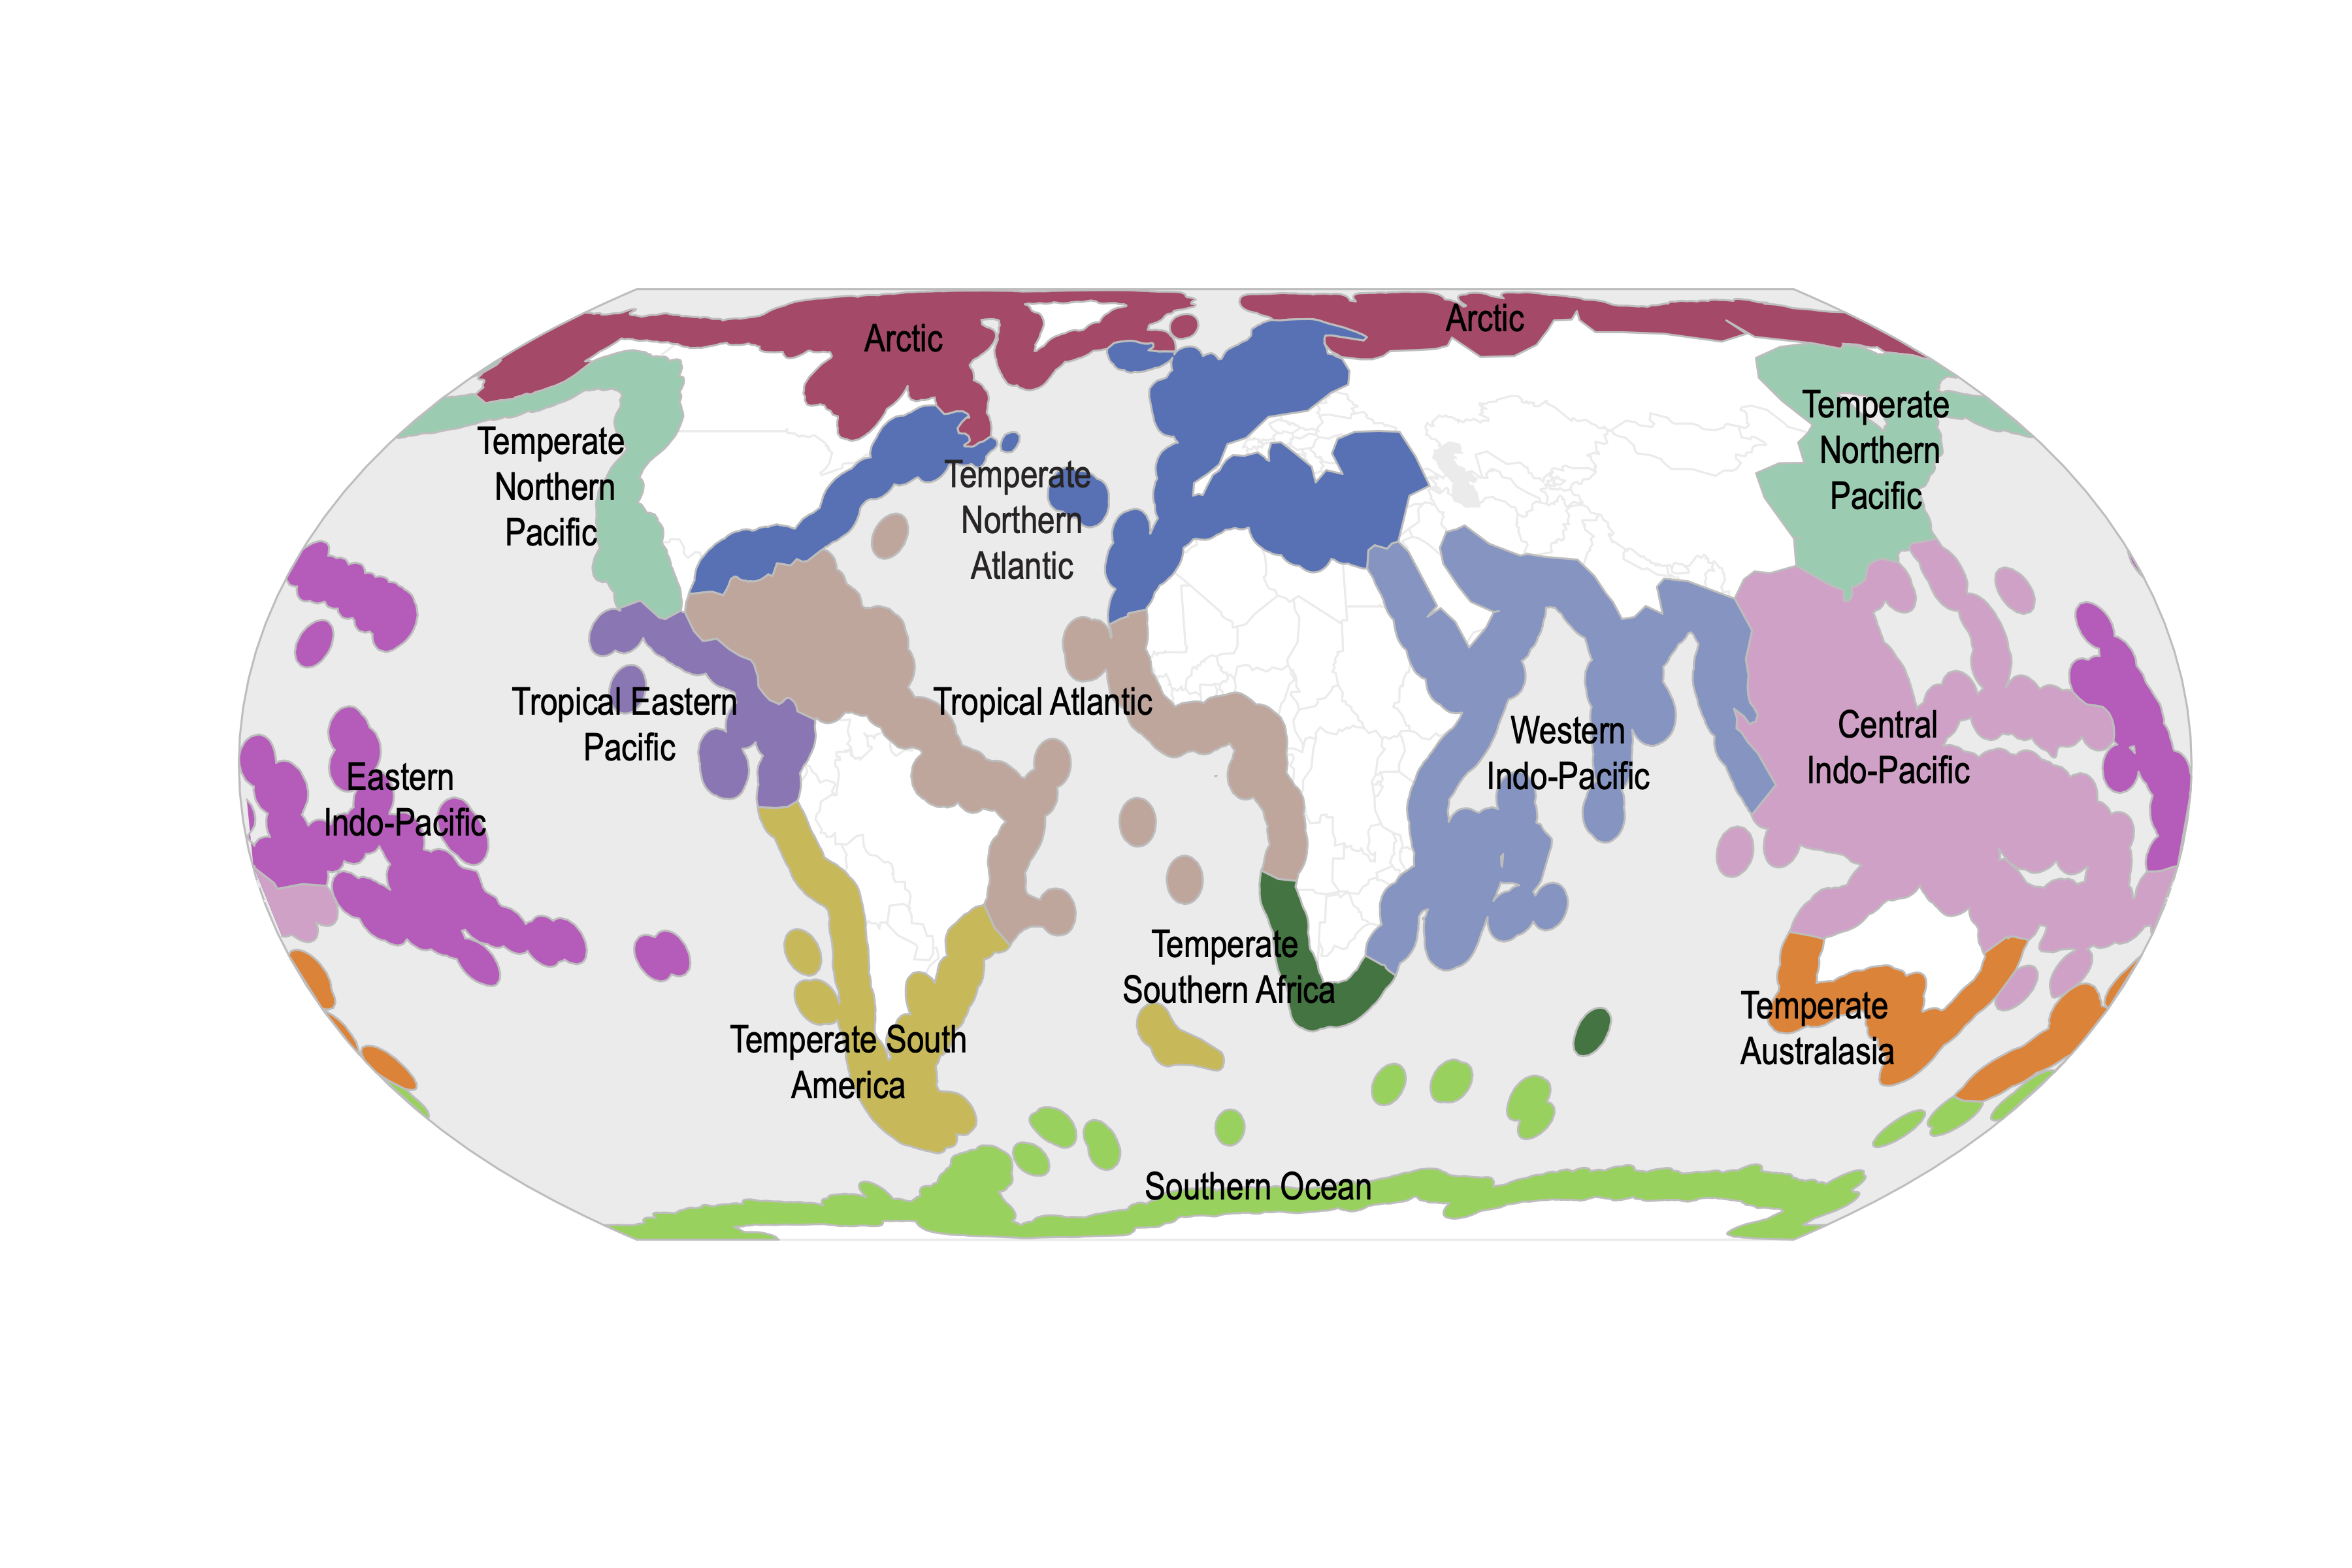 Arctic
Arctic
Temperate
Northern
Pacific
Temperate
Northern
Pacific
Temperate
Northern
Atlantic
Tropical Eastern
Pacific
Tropical Atlantic
Western
Indo-Pacific
Central
Indo-Pacific
Eastern
Indo-Pacific
Temperate
Southern Africa
Temperate South
America
Temperate
Australasia
Southern Ocean